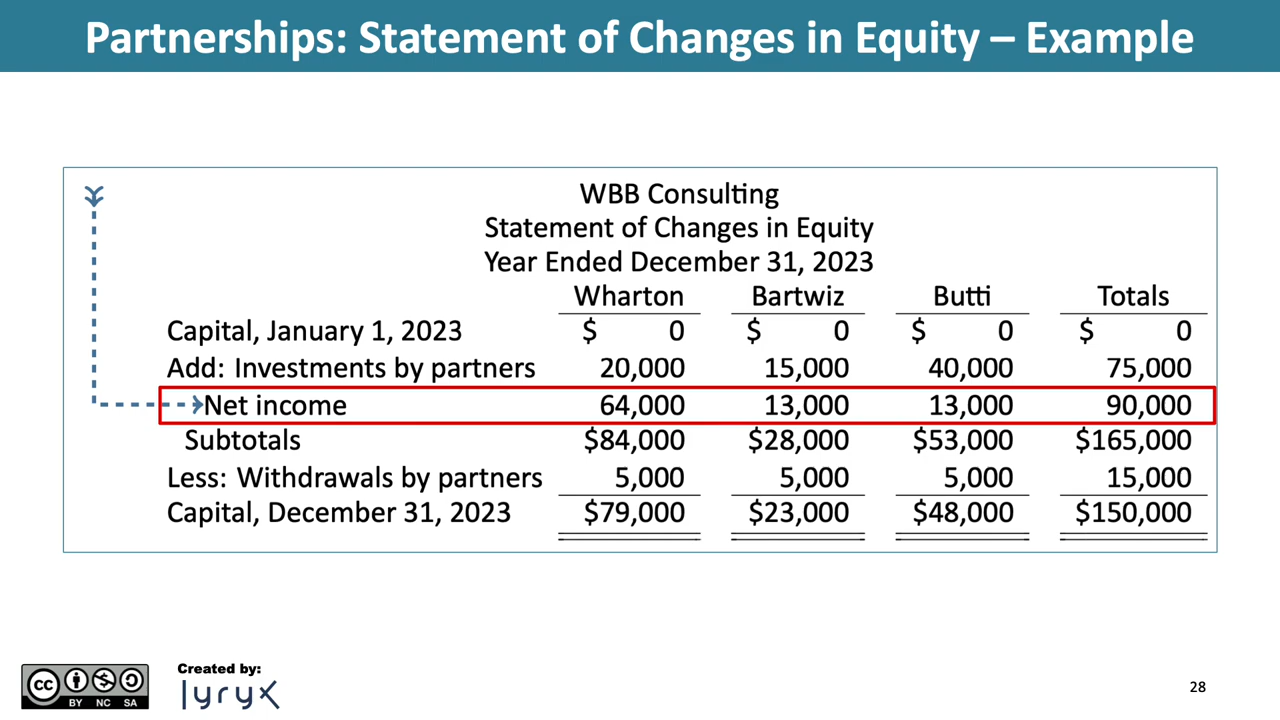 Partnerships: Statement of Changes in Equity – Example
WBB Consulting
Statement of Changes in Equity
Year Ended December 31, 2023
Wharton Bartwiz Butti Totals
Capital, January 1, 2023 $ 0 $ 0 $ 0 $ 0
Add: Investments by partners 20,000 15,000 40,000 75,000
Net income 64,000 13,000 13,000 90,000
Subtotals $84,000 $28,000 $53,000 $165,000
Less: Withdrawals by partners 5,000 5,000 5,000 15,000
Capital, December 31, 2023 $79,000 $23,000 $48,000 $150,000
cc
BY NC SA
Created by:
lyryx
28